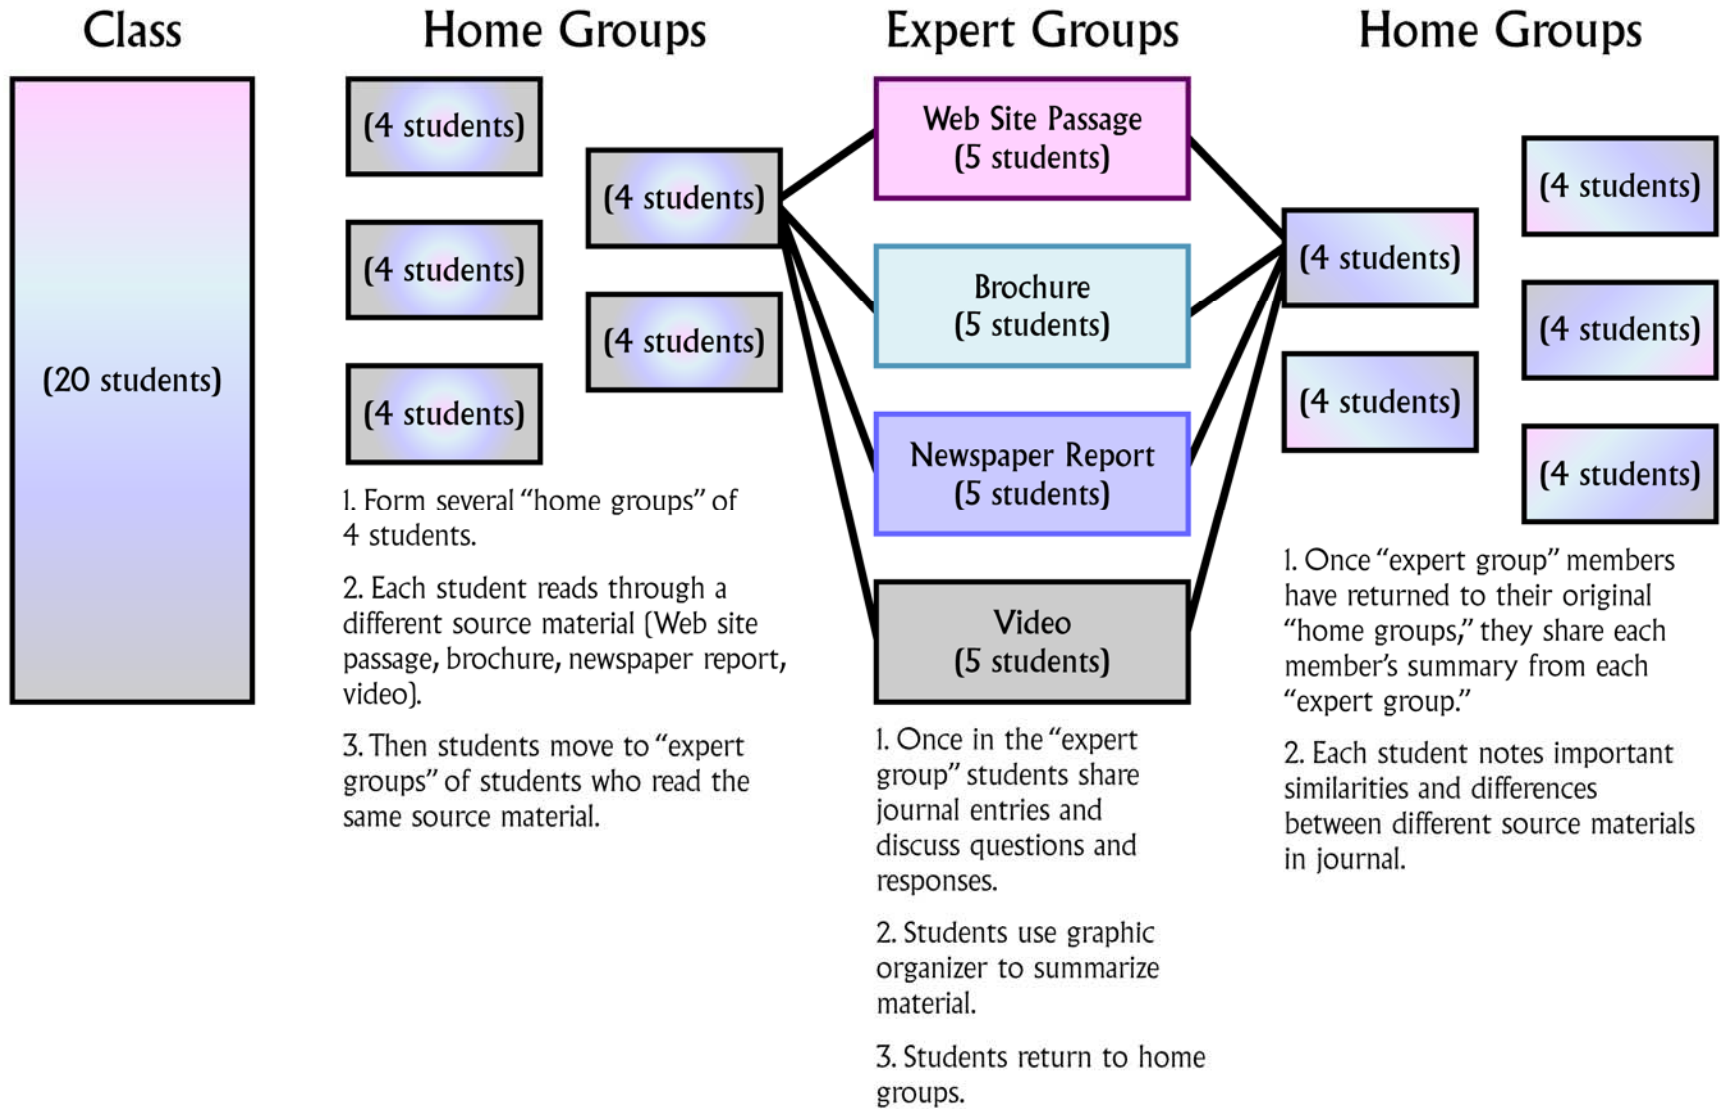 Class
(20 students)
Home Groups
(4 students)
(4 students)
(4 students)
(4 students)
(4 students)
1. Form several “home groups” of
4 students.
2. Each student reads through a
different source material (Web site
passage, brochure, newspaper report,
video).
3. Then students move to “expert
groups” of students who read the
same source material.
Expert Groups
Web Site Passage
(5 students)
Brochure
(5 students)
Newspaper Report
(5 students)
Video
(5 students)
1. Once in the “expert
group” students share
journal entries and
discuss questions and
responses.
2. Students use graphic
organizer to summarize
material.
3. Students return to home
groups.
Home Groups
(4 students)
(4 students)
(4 students)
(4 students)
(4 students)
1. Once “expert group” members
have returned to their original
“home groups,” they share each
member’s summary from each
“expert group.”
2. Each student notes important
similarities and differences
between different source materials
in journal.